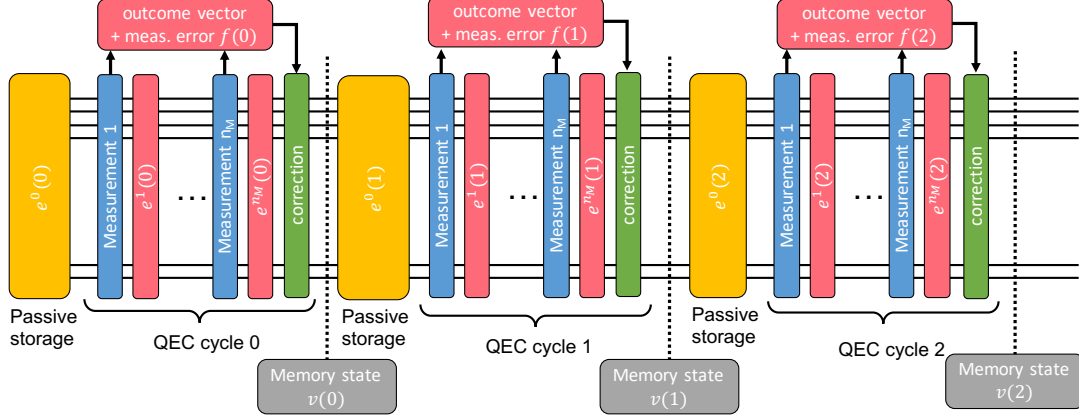 outcome vector
+ meas. error f(0)
e⁰(0)
Measurement 1
e¹(0)
...
Measurement n_M
e^{n_M}(0)
correction
Passive
storage
QEC cycle 0
Memory state
v(0)
outcome vector
+ meas. error f(1)
e⁰(1)
Measurement 1
e¹(1)
...
Measurement n_M
e^{n_M}(1)
correction
Passive
storage
QEC cycle 1
Memory state
v(1)
outcome vector
+ meas. error f(2)
e⁰(2)
Measurement 1
e¹(2)
...
Measurement n_M
e^{n_M}(2)
correction
Passive
storage
QEC cycle 2
Memory state
v(2)